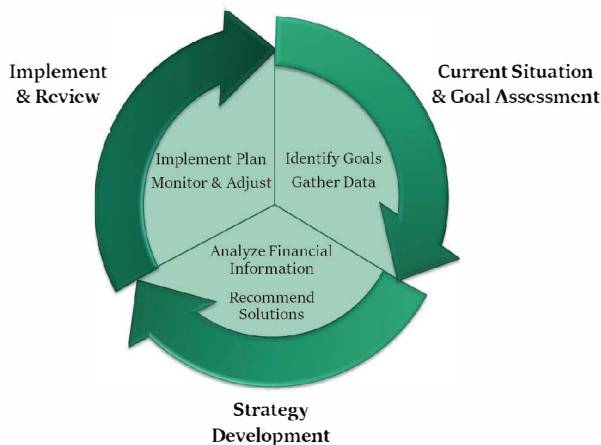 Implement
& Review
Current Situation
& Goal Assessment
Implement Plan
Monitor & Adjust
Identify Goals
Gather Data
Analyze Financial
Information
Recommend
Solutions
Strategy
Development